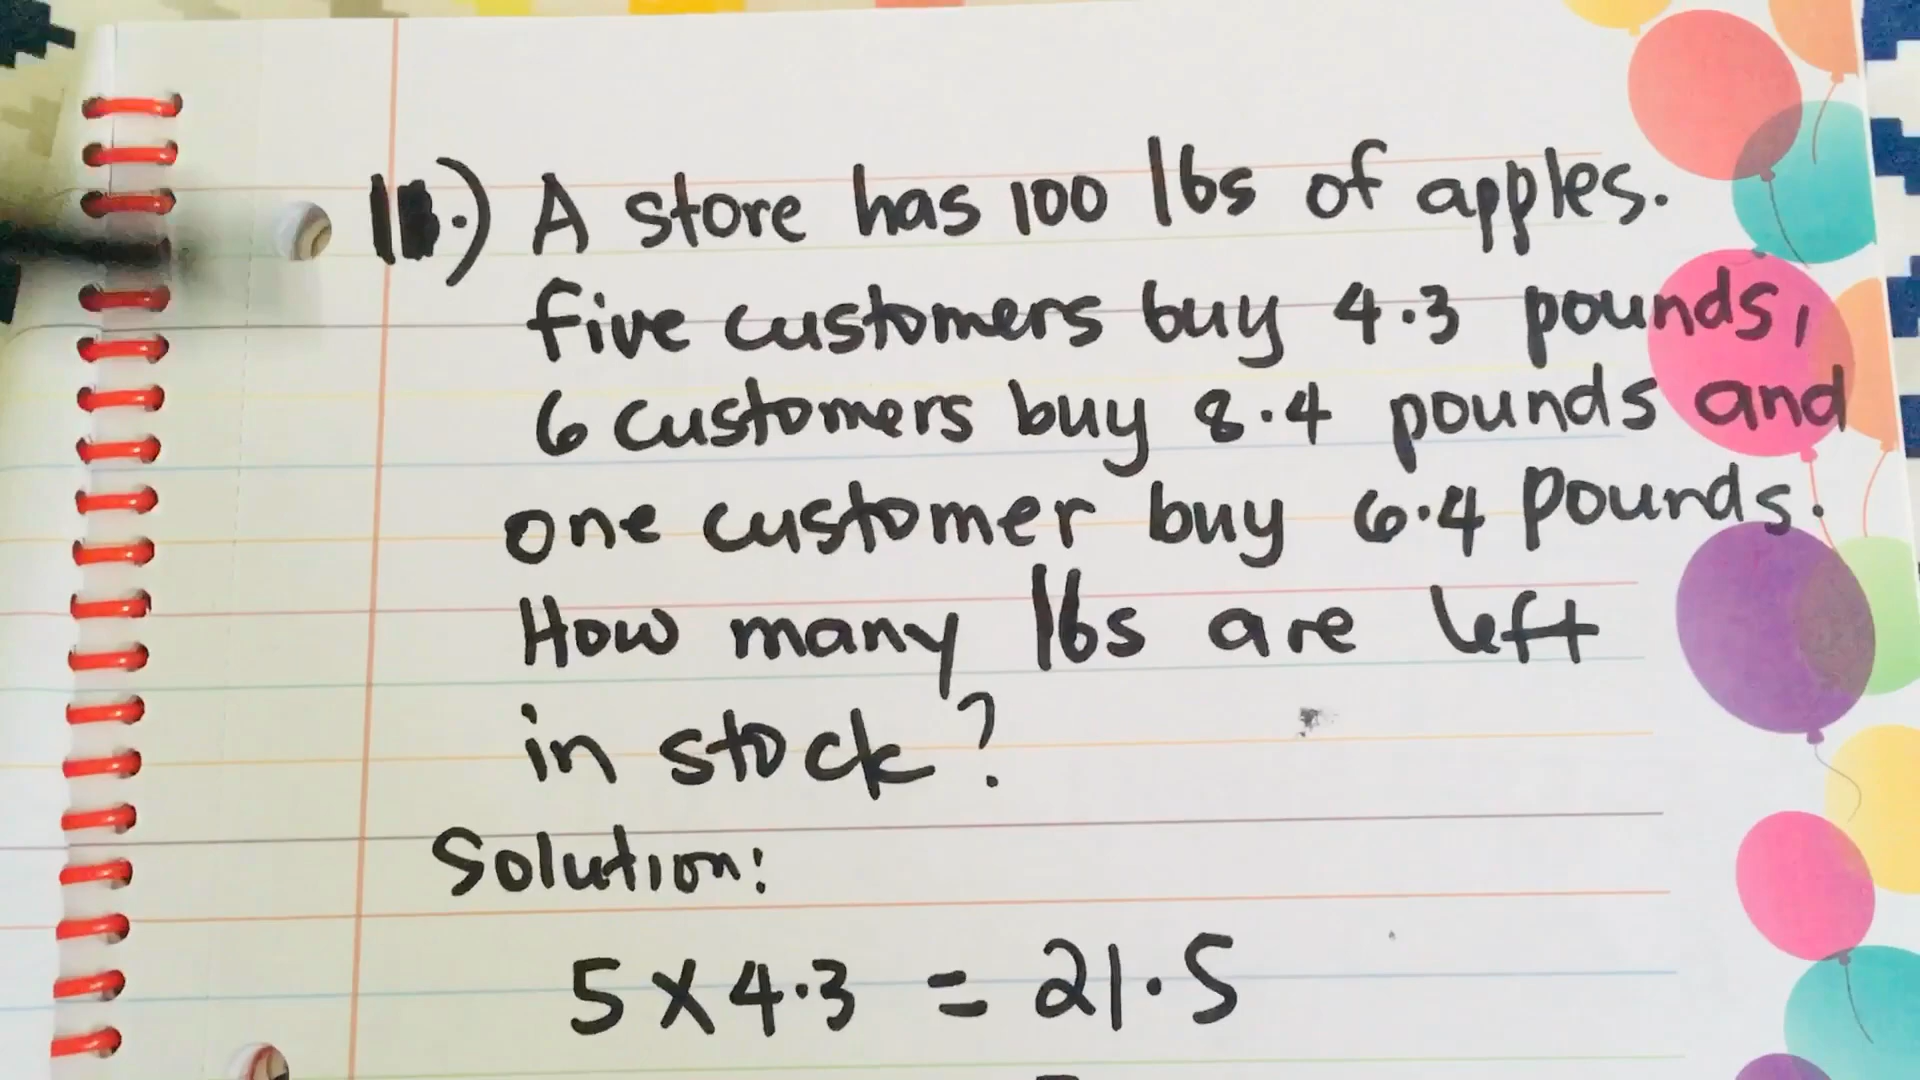 11.) A store has 100 lbs of apples.
five customers buy 4.3 pounds,
6 customers buy 8.4 pounds and
one customer buy 6.4 pounds.
How many lbs are left
in stock?
Solution:
5 x 4.3 = 21.5